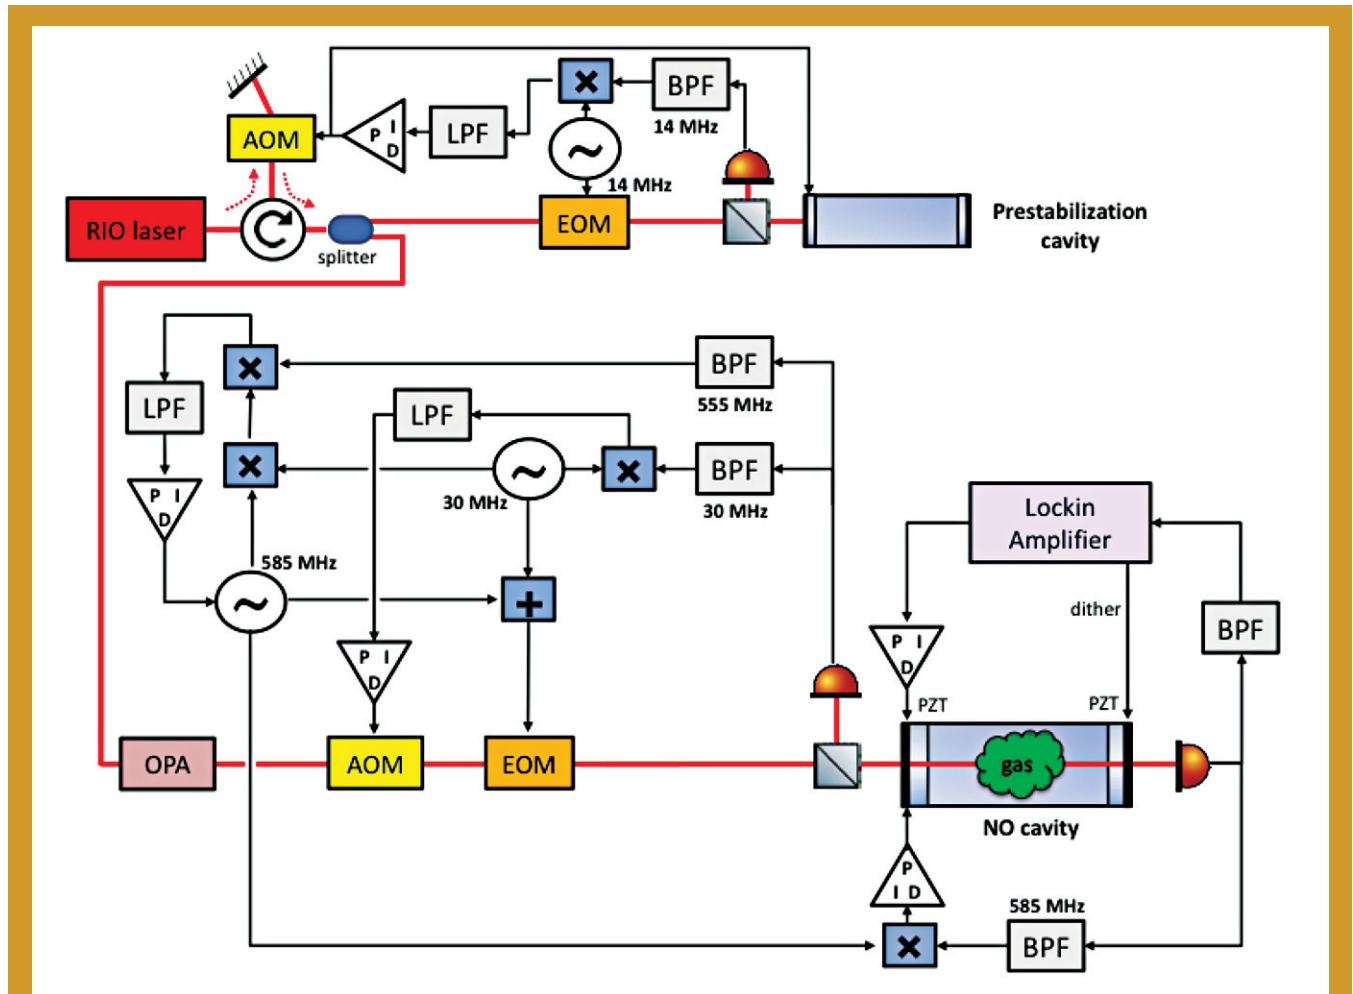 BPF
14 MHz
AOM
P I D
LPF
14 MHz
RIO laser
splitter
EOM
Prestabilization
cavity
BPF
555 MHz
LPF
LPF
BPF
30 MHz
30 MHz
P I
D
585 MHz
Lockin
Amplifier
dither
BPF
P I
D
P I
D
PZT
PZT
OPA
AOM
EOM
gas
NO cavity
P
I D
585 MHz
BPF